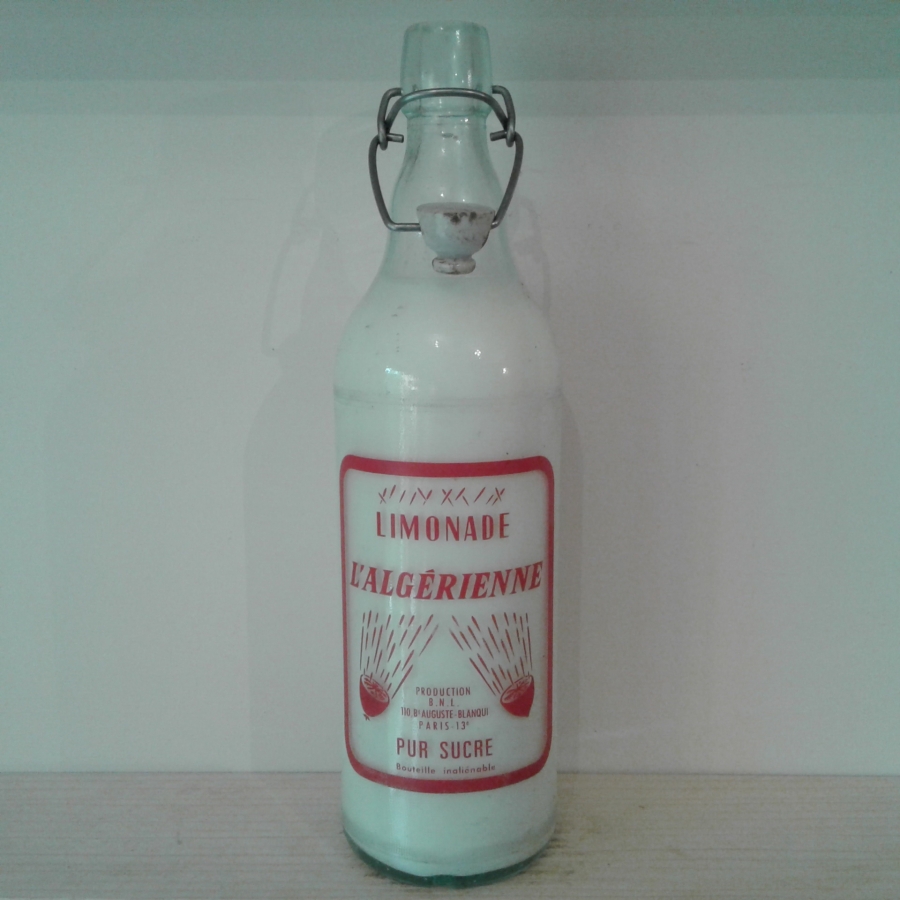 LIMONADE
L'ALGÉRIENNE
PRODUCTION
B.N.L.
110, Bᵈ AUGUSTE-BLANQUI
PARIS-13ᵉ
PUR SUCRE
Bouteille inaliénable